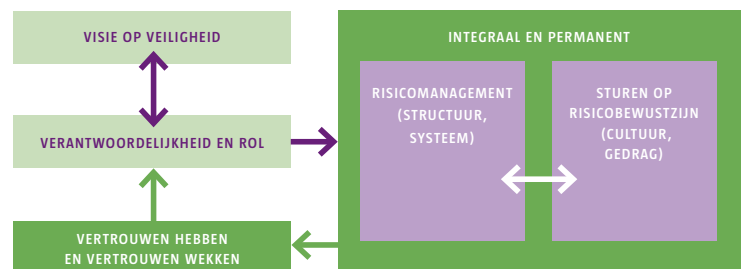 VISIE OP VEILIGHEID
VERANTWOORDELIJKHEID EN ROL
VERTROUWEN HEBBEN
EN VERTROUWEN WEKKEN
INTEGRAAL EN PERMANENT
RISICOMANAGEMENT
(STRUCTUUR,
SYSTEEM)
STUREN OP
RISICOBEWUSTZIJN
(CULTUUR,
GEDRAG)